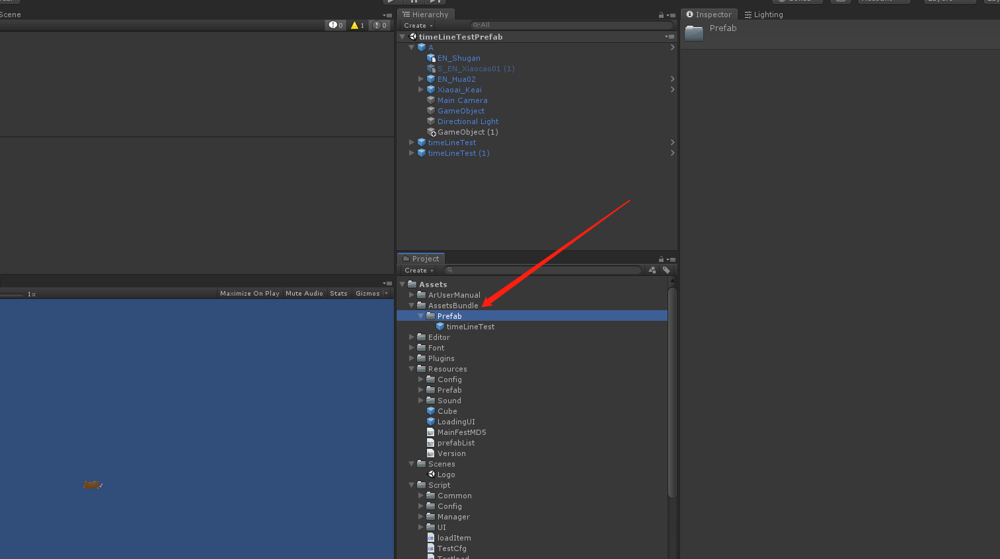 Scene
0 1 0
1x Maximize On Play Mute Audio Stats Gizmos
Hierarchy
Create All
timeLineTestPrefab
A
EN_Shugan
S_EN_Xiaocao01 (1)
EN_Hua02
Xiaoai_Keai
Main Camera
GameObject
Directional Light
GameObject (1)
timeLineTest
timeLineTest (1)
Project
Create
Assets
ArUserManual
AssetsBundle
Prefab
timeLineTest
Editor
Font
Plugins
Resources
Config
Prefab
Sound
Cube
LoadingUI
MainFestMD5
prefabList
Version
Scenes
Logo
Script
Common
Config
Manager
UI
loadItem
TestCfg
Testload
Inspector Lighting
Prefab